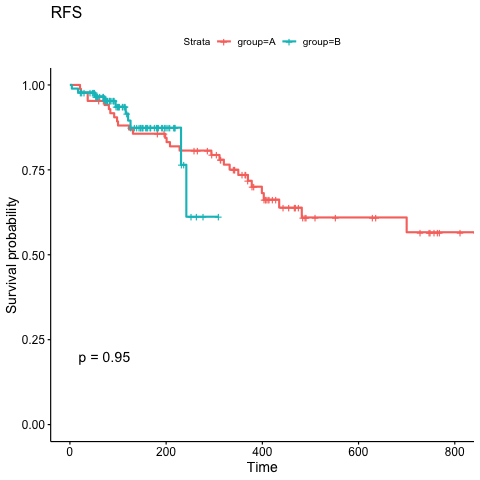 RFS
Strata group=A group=B
1.00
0.75
0.50
0.25
0.00
Survival probability
p = 0.95
0 200 400 600 800
Time